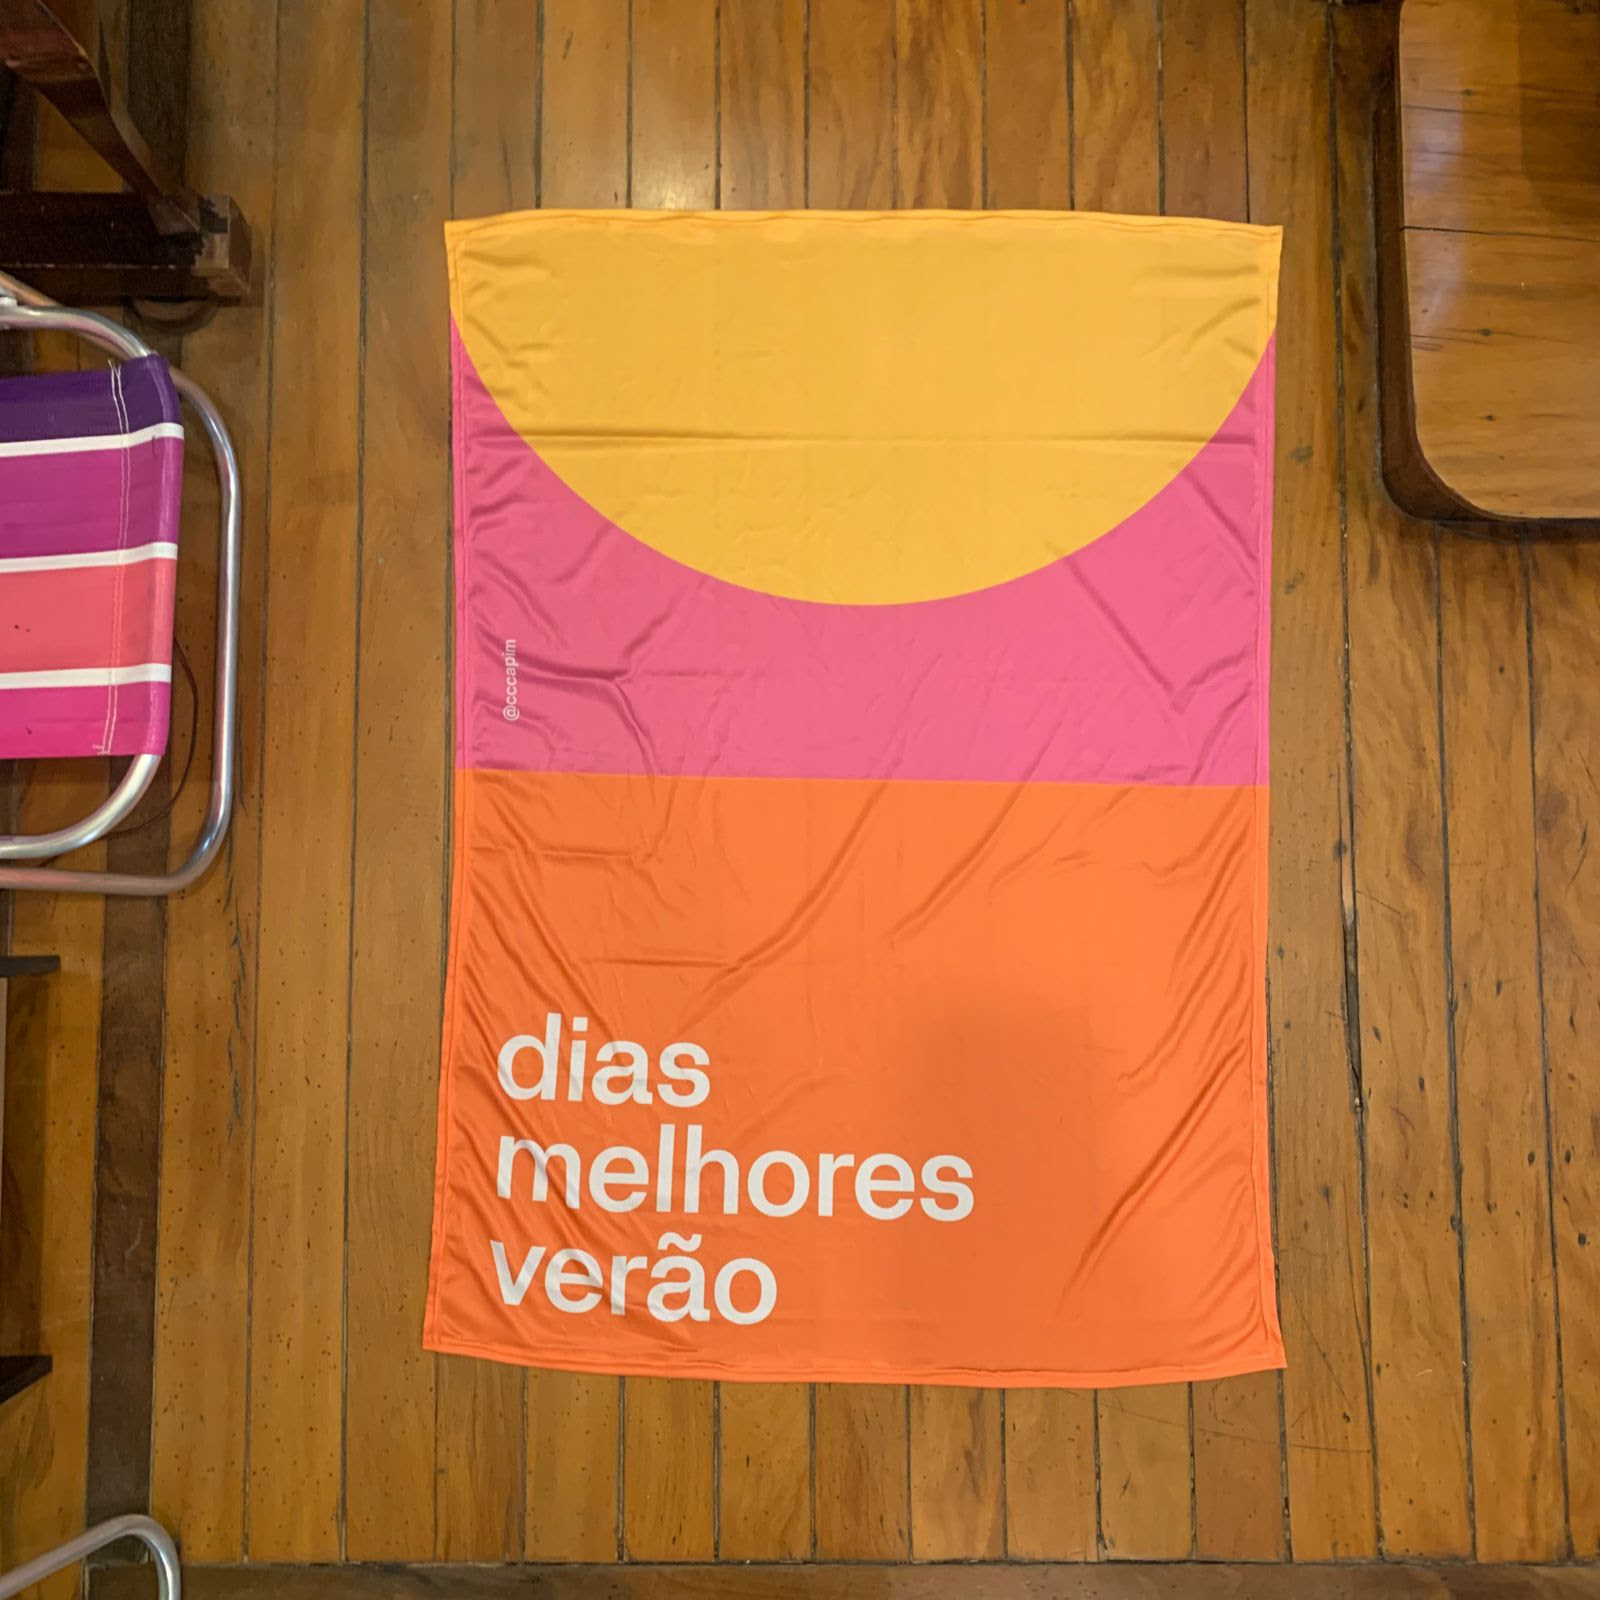 @cccapim
dias
melhores
verão